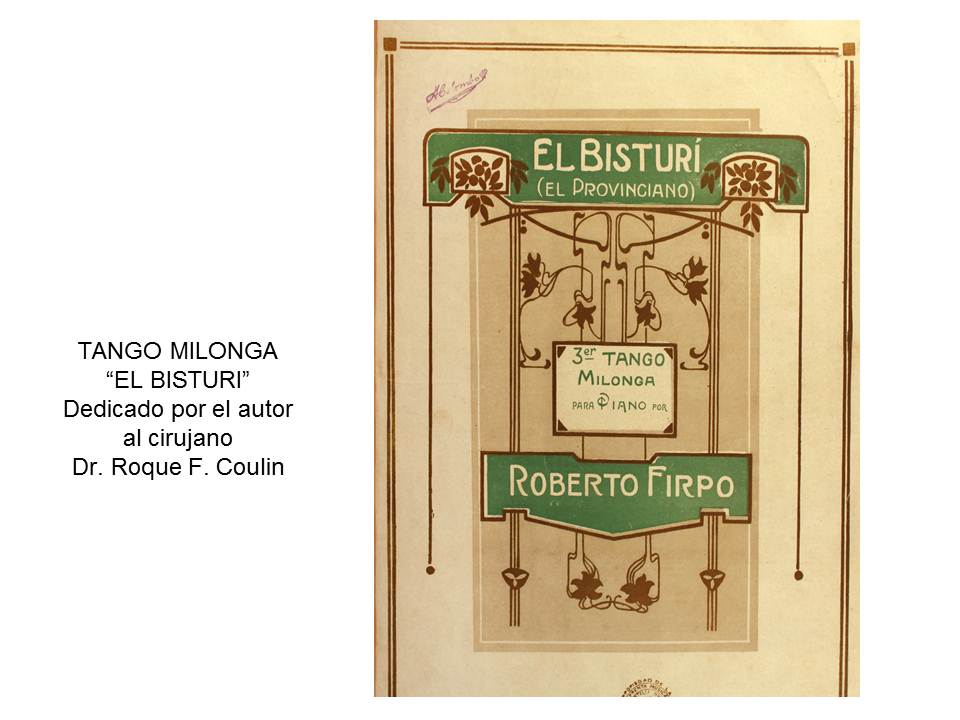 TANGO MILONGA
“EL BISTURI”
Dedicado por el autor
al cirujano
Dr. Roque F. Coulin
EL BISTURÍ
(EL PROVINCIANO)
3er TANGO
MILONGA
PARA PIANO POR
ROBERTO FIRPO